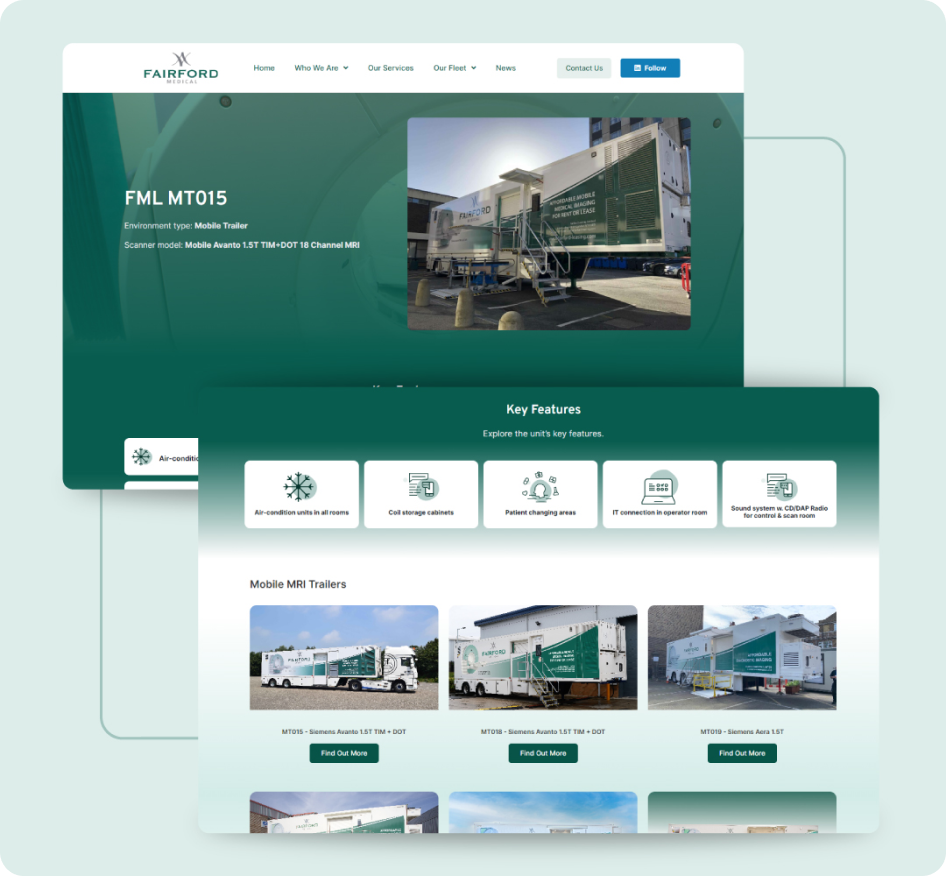 FAIRFORD
MEDICAL
Home
Who We Are
Our Services
Our Fleet
News
Contact Us
Follow
FML MT015
Environment type: Mobile Trailer
Scanner model: Mobile Avanto 1.5T TIM+DOT 18 Channel MRI
FAIRFORD
AFFORDABLE MOBILE
MEDICAL IMAGING
FOR RENT OR LEASE
Key Features
Explore the unit's key features.
Air-condition units in all rooms
Coil storage cabinets
Patient changing areas
IT connection in operator room
Sound system w. CD/DAP Radio
for control & scan room
Mobile MRI Trailers
FAIRFORD
FAIRFORD
AFFORDABLE
MT015 - Siemens Avanto 1.5T TIM + DOT
MT018 - Siemens Avanto 1.5T TIM + DOT
MT019 - Siemens Aera 1.5T
Find Out More
Find Out More
Find Out More
FAIRFORD